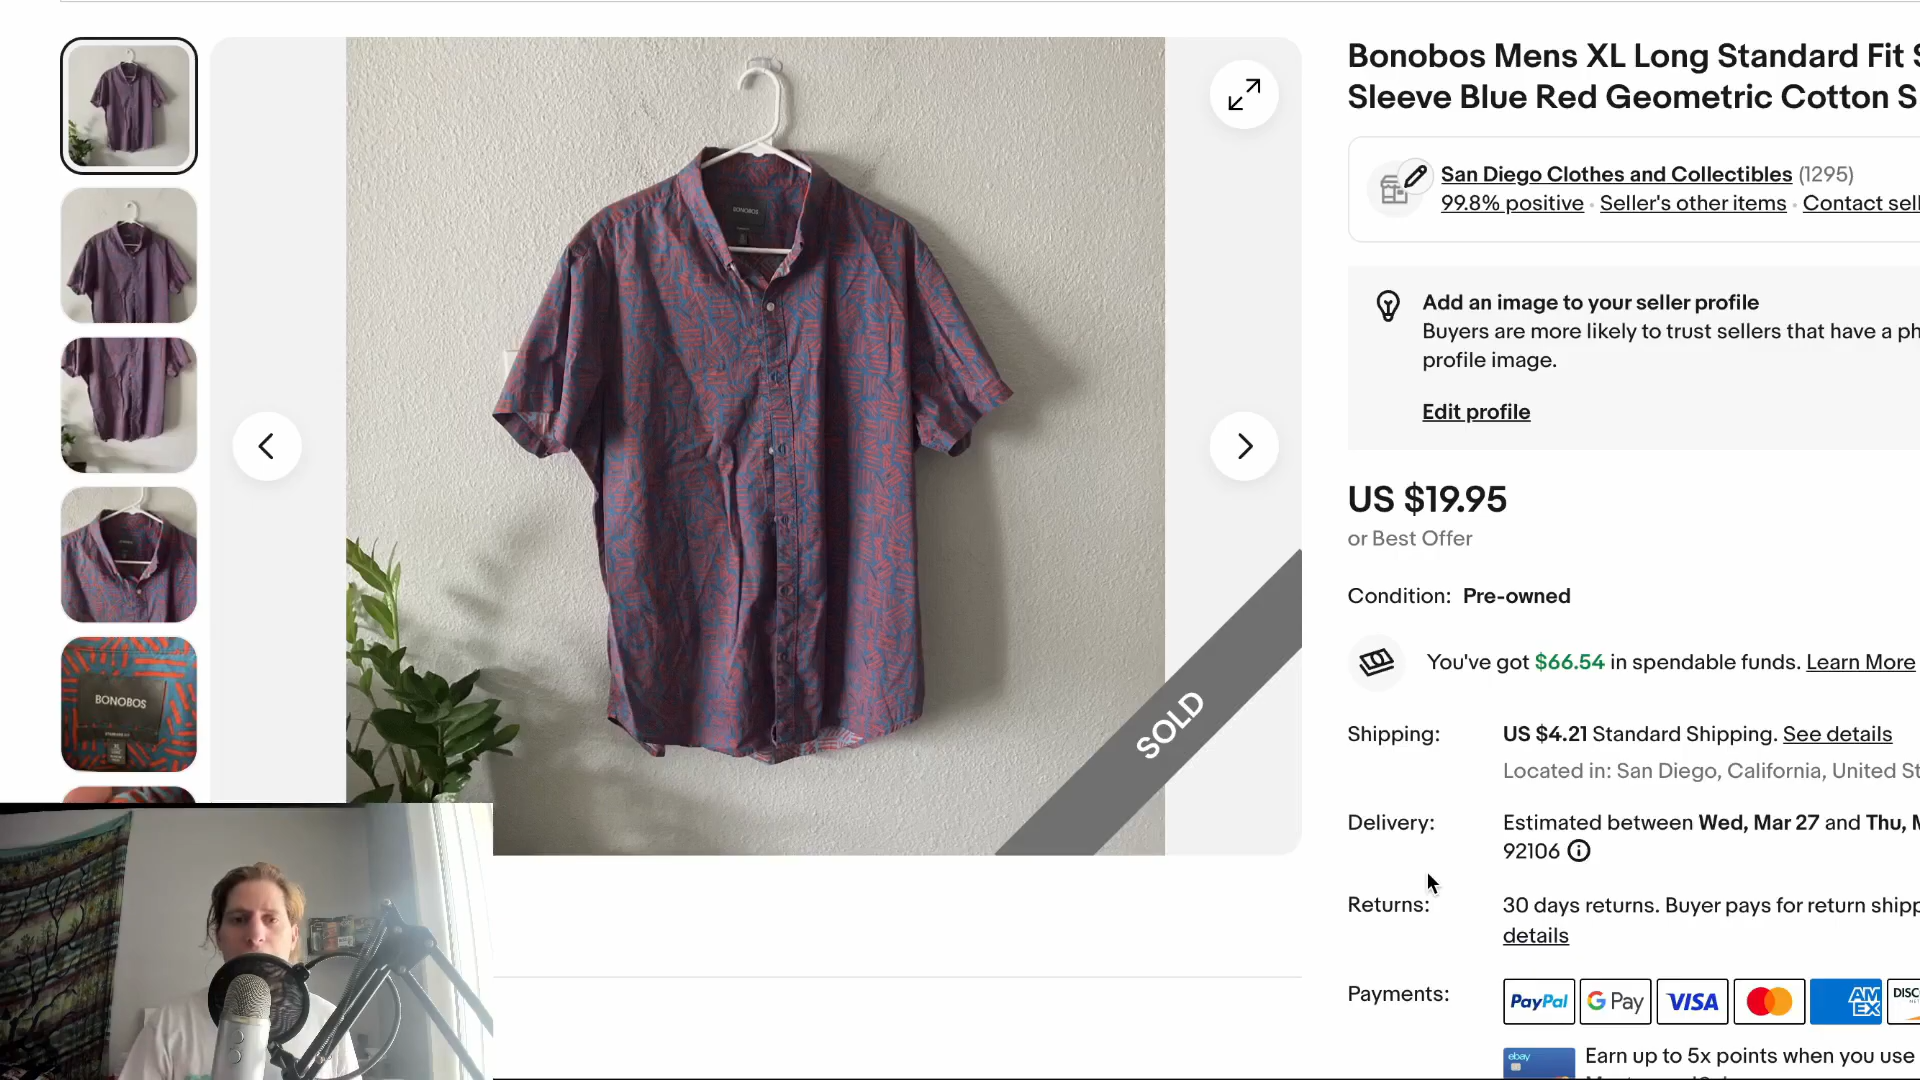 Bonobos Mens XL Long Standard Fit
Sleeve Blue Red Geometric Cotton S
San Diego Clothes and Collectibles (1295)
99.8% positive · Seller's other items · Contact sell
Add an image to your seller profile
Buyers are more likely to trust sellers that have a ph
profile image.
Edit profile
US $19.95
or Best Offer
Condition: Pre-owned
You've got $66.54 in spendable funds. Learn More
Shipping: US $4.21 Standard Shipping. See details
Located in: San Diego, California, United St
Delivery: Estimated between Wed, Mar 27 and Thu, M
92106
Returns: 30 days returns. Buyer pays for return shipp
details
Payments: PayPal G Pay VISA AM EX DISC
ebay
Earn up to 5x points when you use
SOLD
BONOBOS
BONOBOS
XL